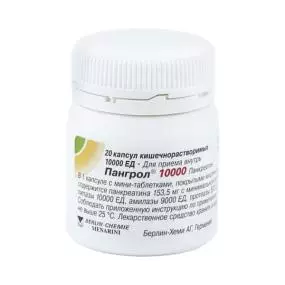 20 капсул кишечнорастворимых
10000 ЕД • Для приема внутрь
Пангрол® 10000 Панкреатин
В 1 капсуле с мини-таблетками, покрытыми
содержится панкреатина 153,5 мг с минимальной
липазы 10000 ЕД, амилазы 9000 ЕД,
Соблюдать приложенную инструкцию по применению
не выше 25 °С. Лекарственное средство хранить
BERLIN-CHEMIE
MENARINI
Берлин-Хеми АГ, Германия